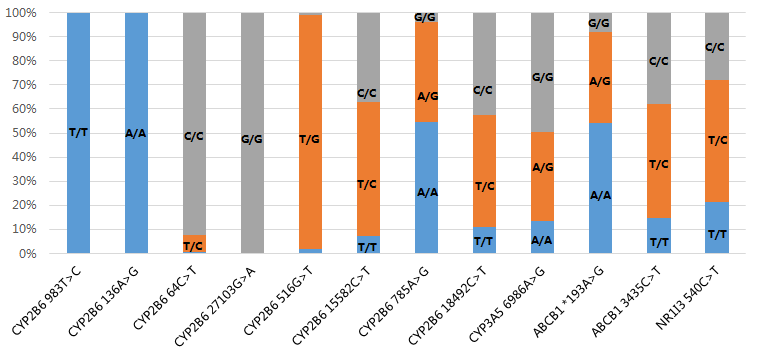 100%
90%
80%
70%
60%
50%
40%
30%
20%
10%
0%
T/T
A/A
C/C
T/C
G/G
T/G
C/C
T/C
T/T
G/G
A/G
A/A
C/C
T/C
T/T
G/G
A/G
A/A
G/G
A/G
A/A
C/C
T/C
T/T
C/C
T/C
T/T
CYP2B6 983T>C
CYP2B6 136A>G
CYP2B6 64C>T
CYP2B6 27103G>A
CYP2B6 516G>T
CYP2B6 15582C>T
CYP2B6 785A>G
CYP2B6 18492C>T
CYP3A5 6986A>G
ABCB1 *193A>G
ABCB1 3435C>T
NR1I3 540C>T